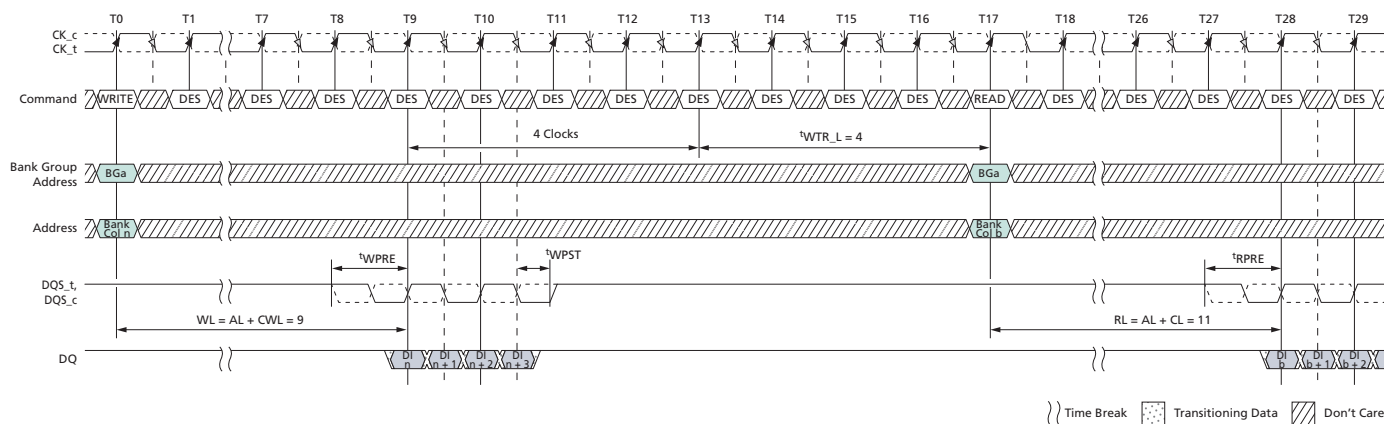 T0 T1 T7 T8 T9 T10 T11 T12 T13 T14 T15 T16 T17 T18 T26 T27 T28 T29
CK_c
CK_t
Command WRITE DES DES DES DES DES DES DES DES DES DES DES READ DES DES DES DES DES
4 Clocks tWTR_L = 4
Bank Group
Address BGa BGa
Address Bank
Col n Bank
Col b
tWPRE tWPST tRPRE
DQS_t,
DQS_c
WL = AL + CWL = 9 RL = AL + CL = 11
DQ DI
n DI
n + 1 DI
n + 2 DI
n + 3 DI
b DI
b + 1 DI
b + 2
Time Break Transitioning Data Don't Care